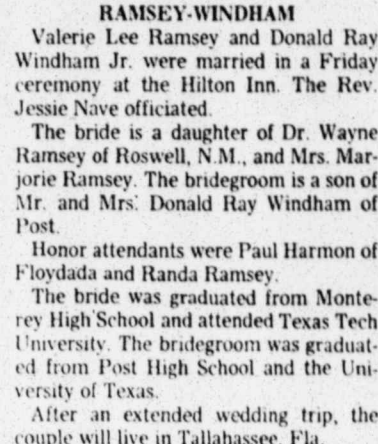 RAMSEY-WINDHAM
Valerie Lee Ramsey and Donald Ray
Windham Jr. were married in a Friday
ceremony at the Hilton Inn. The Rev.
Jessie Nave officiated.
The bride is a daughter of Dr. Wayne
Ramsey of Roswell, N.M., and Mrs. Mar-
jorie Ramsey. The bridegroom is a son of
Mr. and Mrs. Donald Ray Windham of
Post.
Honor attendants were Paul Harmon of
Floydada and Randa Ramsey.
The bride was graduated from Monte-
rey High School and attended Texas Tech
University. The bridegroom was graduat-
ed from Post High School and the Uni-
versity of Texas.
After an extended wedding trip, the
couple will live in Tallahassee, Fla.